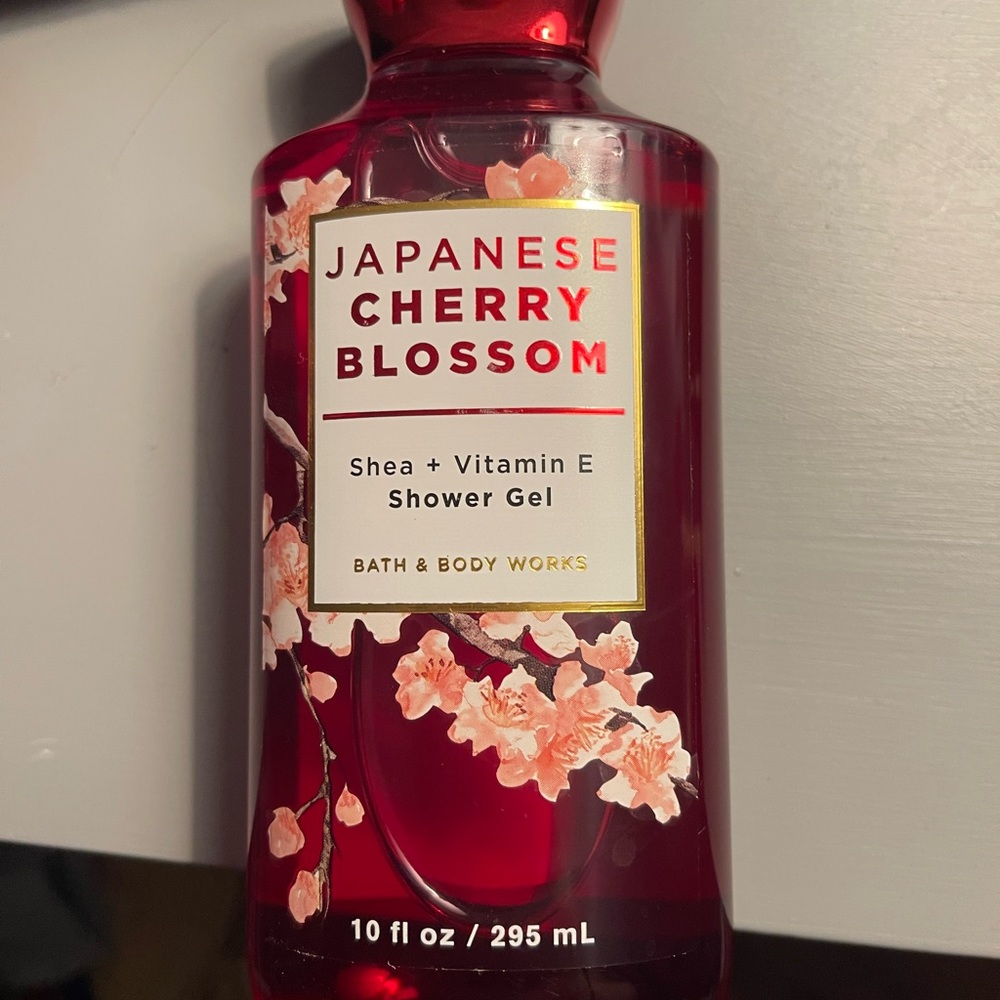 JAPANESE
CHERRY
BLOSSOM
Shea + Vitamin E
Shower Gel
BATH & BODY WORKS
10 fl oz / 295 mL